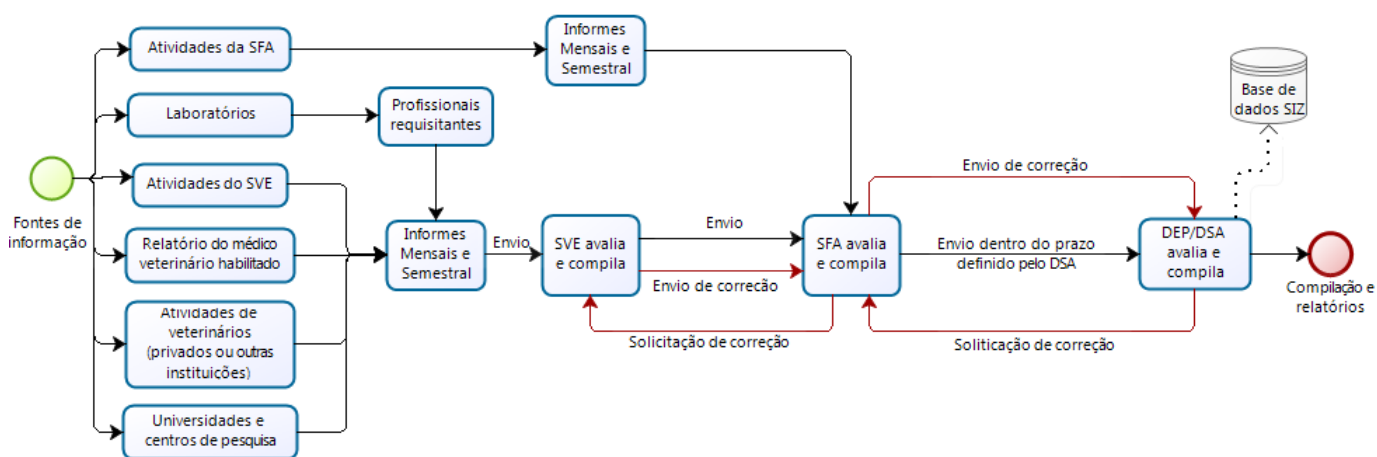 Fontes de
informação
Atividades da SFA
Laboratórios
Atividades do SVE
Relatório do médico
veterinário habilitado
Atividades de
veterinários
(privados ou outras
instituições)
Universidades e
centros de pesquisa
Profissionais
requisitantes
Informes
Mensais e
Semestral
Informes
Mensais e
Semestral
Envio
SVE avalia
e compila
Envio
Envio de correcão
Solicitação de correção
SFA avalia
e compila
Envio de correção
Envio dentro do prazo
definido pelo DSA
Soliticação de correção
DEP/DSA
avalia e
compila
Base de
dados SIZ
Compilação e
relatórios